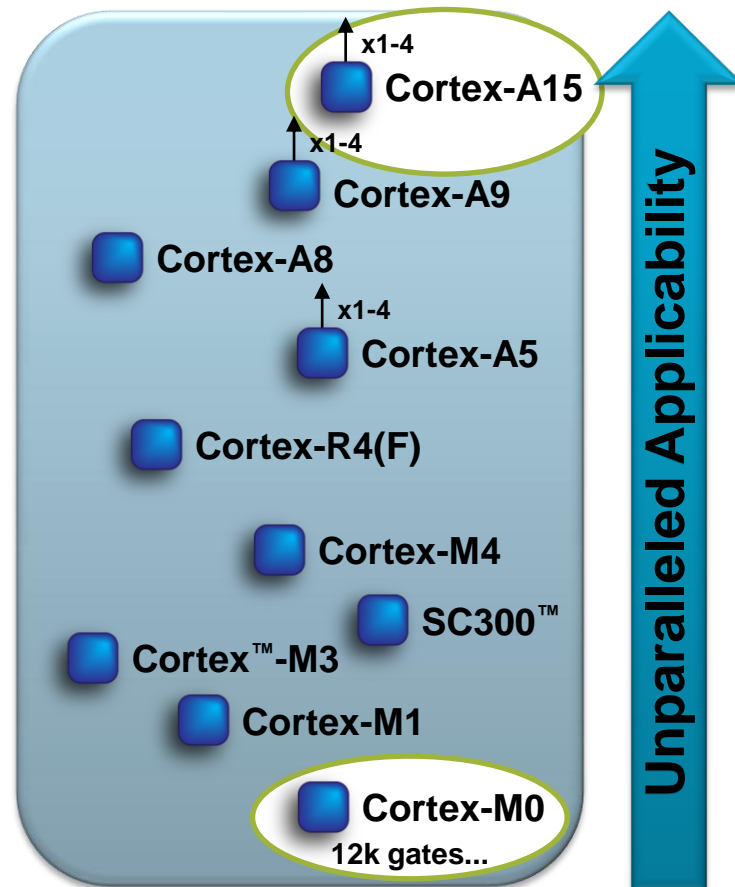 x1-4
Cortex-A15
x1-4
Cortex-A9
Cortex-A8
x1-4
Cortex-A5
Cortex-R4(F)
Cortex-M4
SC300™
Cortex™-M3
Cortex-M1
Cortex-M0
12k gates...
Unparalleled Applicability